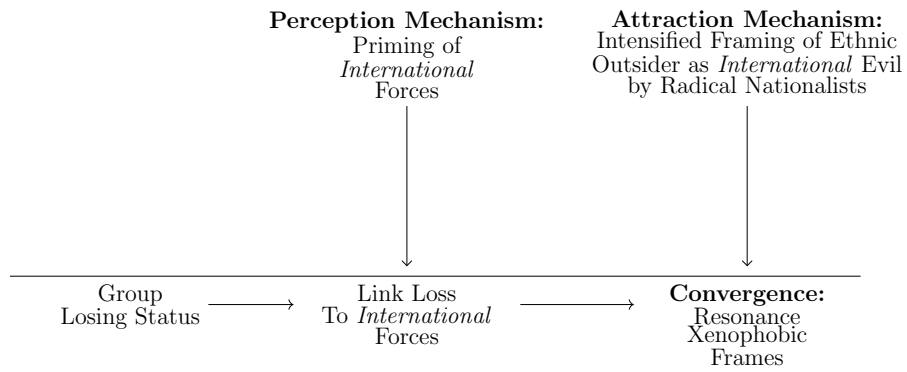 Perception Mechanism:
Priming of
International
Forces
Attraction Mechanism:
Intensified Framing of Ethnic
Outsider as International Evil
by Radical Nationalists
Group
Losing Status
Link Loss
To International
Forces
Convergence:
Resonance
Xenophobic
Frames